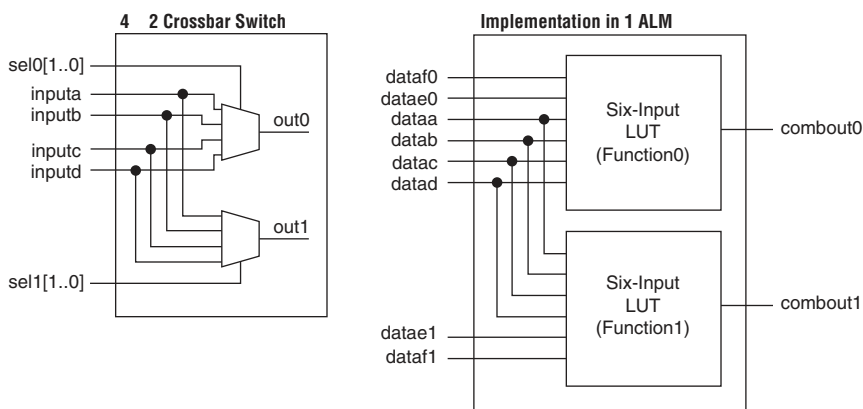 4 2 Crossbar Switch
sel0[1..0]
inputa
inputb
inputc
inputd
out0
out1
sel1[1..0]
Implementation in 1 ALM
dataf0
datae0
dataa
datab
datac
datad
Six-Input
LUT
(Function0)
combout0
Six-Input
LUT
(Function1)
combout1
datae1
dataf1